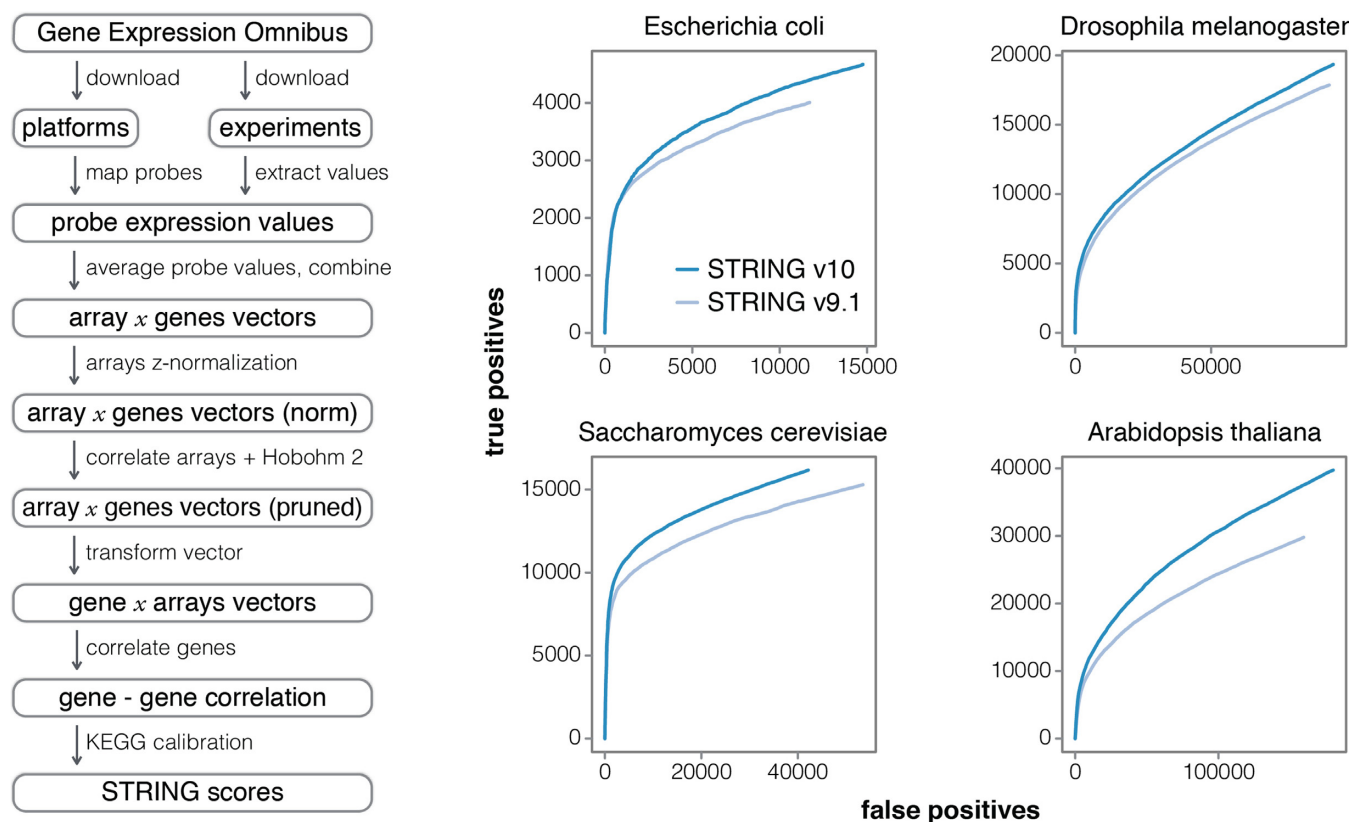 Gene Expression Omnibus
download download
platforms experiments
map probes extract values
probe expression values
average probe values, combine
array x genes vectors
arrays z-normalization
array x genes vectors (norm)
correlate arrays + Hobohm 2
array x genes vectors (pruned)
transform vector
gene x arrays vectors
correlate genes
gene - gene correlation
KEGG calibration
STRING scores
true positives
Escherichia coli
4000
3000
2000
1000
0
STRING v10
STRING v9.1
0 5000 10000 15000
Drosophila melanogaster
20000
15000
10000
5000
0
0 50000
Saccharomyces cerevisiae
15000
10000
5000
0
0 20000 40000
Arabidopsis thaliana
40000
30000
20000
10000
0
0 100000
false positives